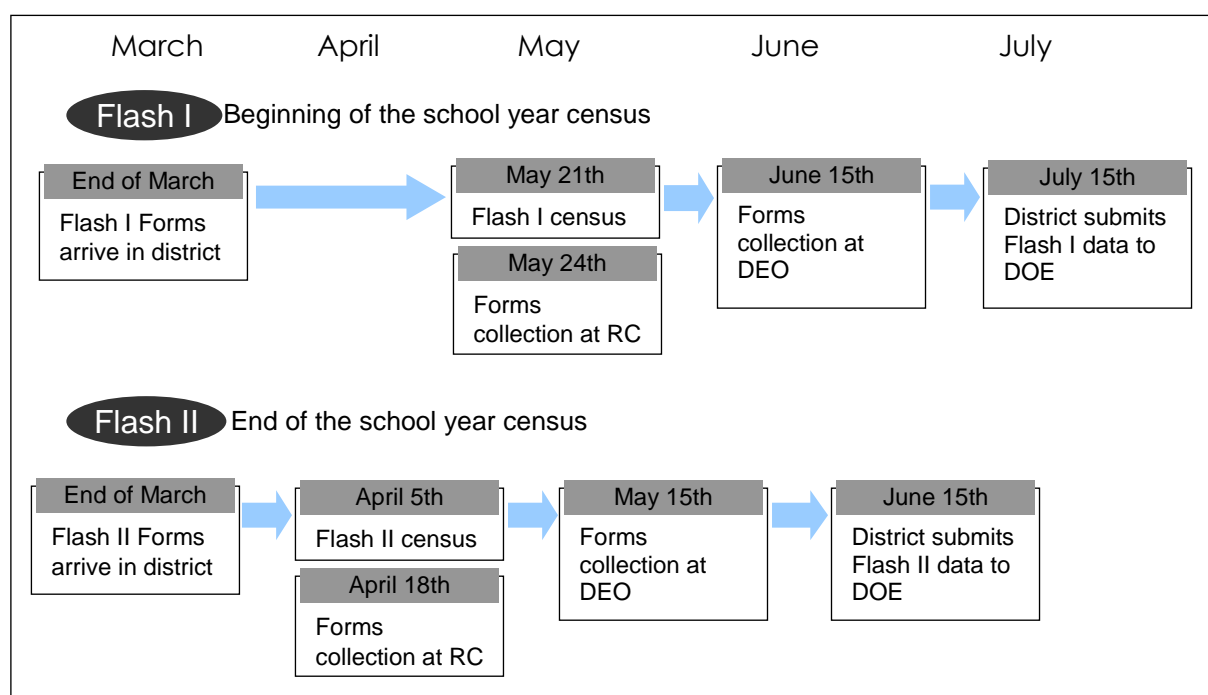 March April May June July
Flash I Beginning of the school year census
End of March
Flash I Forms
arrive in district
May 21th
Flash I census
May 24th
Forms
collection at RC
June 15th
Forms
collection at
DEO
July 15th
District submits
Flash I data to
DOE
Flash II End of the school year census
End of March
Flash II Forms
arrive in district
April 5th
Flash II census
April 18th
Forms
collection at RC
May 15th
Forms
collection at
DEO
June 15th
District submits
Flash II data to
DOE